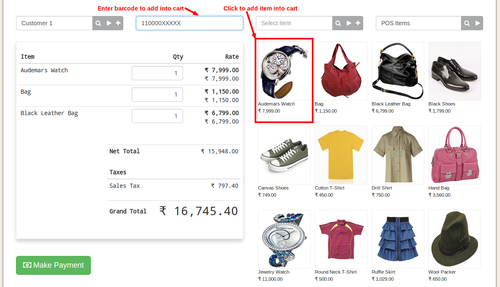 Enter barcode to add into cart Click to add item into cart
Customer 1 110000XXXXX Select Item POS Items
Item Qty Rate
Audemars Watch 1 ₹ 7,999.00
₹ 7,999.00
Bag 1 ₹ 1,150.00
₹ 1,150.00
Black Leather Bag 1 ₹ 6,799.00
₹ 6,799.00
Net Total ₹ 15,948.00
Taxes
Sales Tax ₹ 797.40
Grand Total ₹ 16,745.40
Make Payment
Audemars Watch Bag Black Leather Bag Black Shoes
₹ 7,999.00 ₹ 1,150.00 ₹ 6,799.00 ₹ 1,799.00
Canvas Shoes Cotton T-Shirt Drill Shirt Hand Bag
₹ 749.00 ₹ 450.00 ₹ 750.00 ₹ 3,560.00
Jewelry Watch Round Neck T-Shirt Ruffle Skirt Wool Packer
₹ 11,000.00 ₹ 500.00 ₹ 1,029.00 ₹ 650.00